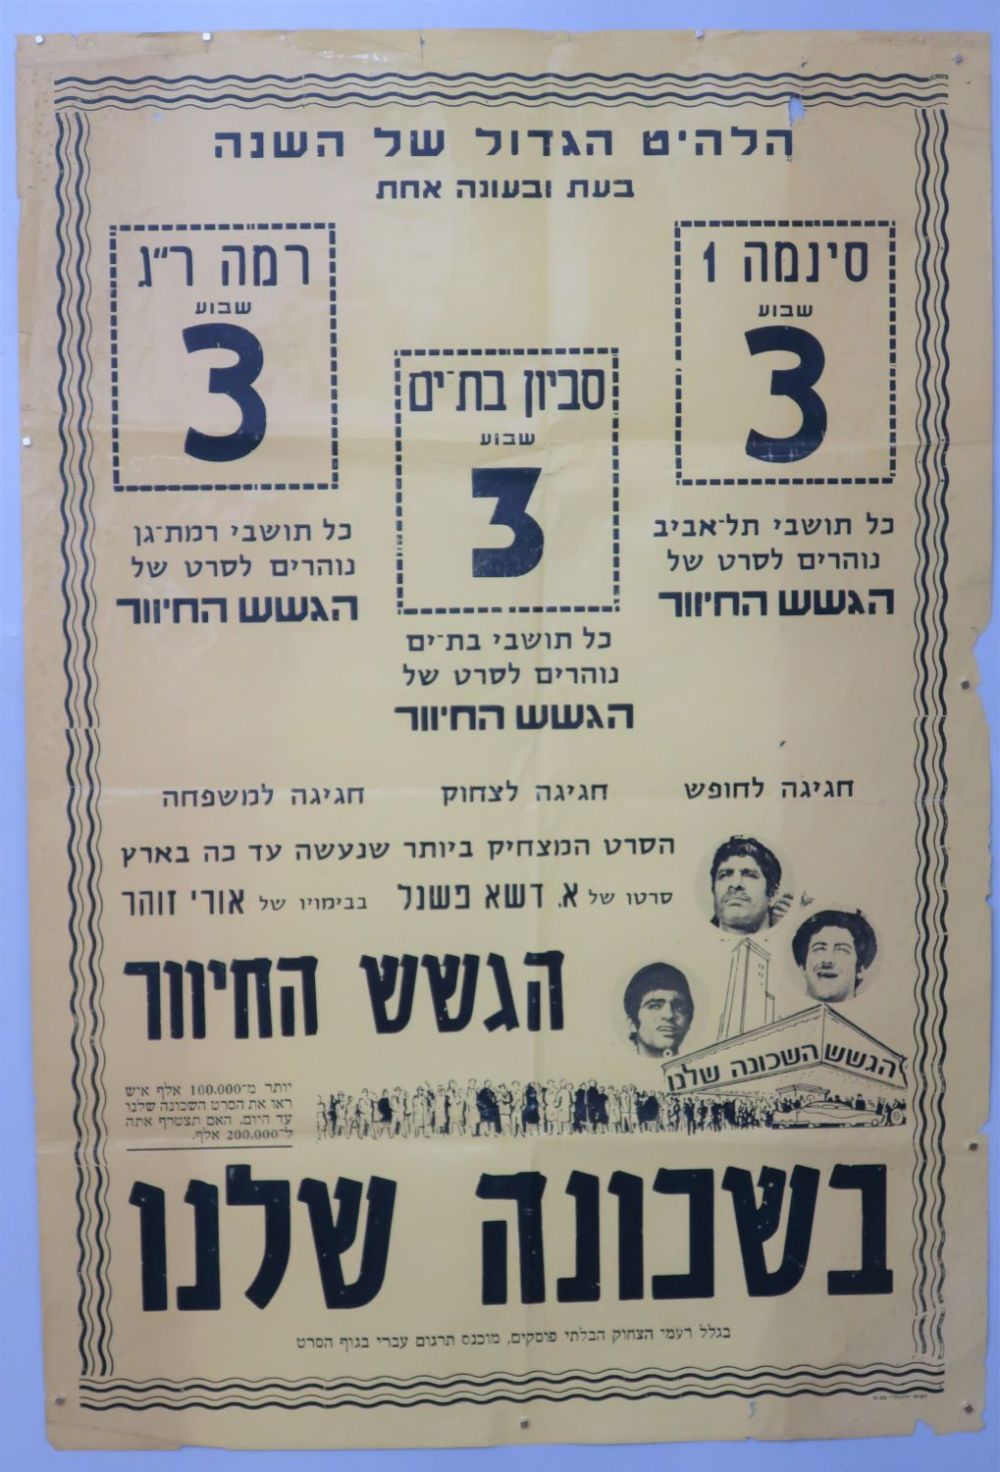 הלהיט הגדול של השנה
בעת ובעונה אחת
סינמה 1
שבוע
3
כל תושבי תל־אביב
נוהרים לסרט של
הגשש החיוור
סביון בת־ים
שבוע
3
כל תושבי בת־ים
נוהרים לסרט של
הגשש החיוור
רמה ר"ג
שבוע
3
כל תושבי רמת־גן
נוהרים לסרט של
הגשש החיוור
חגיגה לחופש חגיגה לצחוק חגיגה למשפחה
הסרט המצחיק ביותר שנעשה עד כה בארץ
סרטו של א. דשא פשנל בבימויו של אורי זוהר
הגשש החיוור
הגשש השכונה שלנו
יותר מ־100.000 אלף איש
ראו את הסרט השכונה שלנו
עד היום. האם תצטרף אתה
ל־200.000 אלף.
בשכונה שלנו
בגלל רעמי הצחוק הבלתי פוסקים, מוכנס תרגום עברי בגוף הסרט